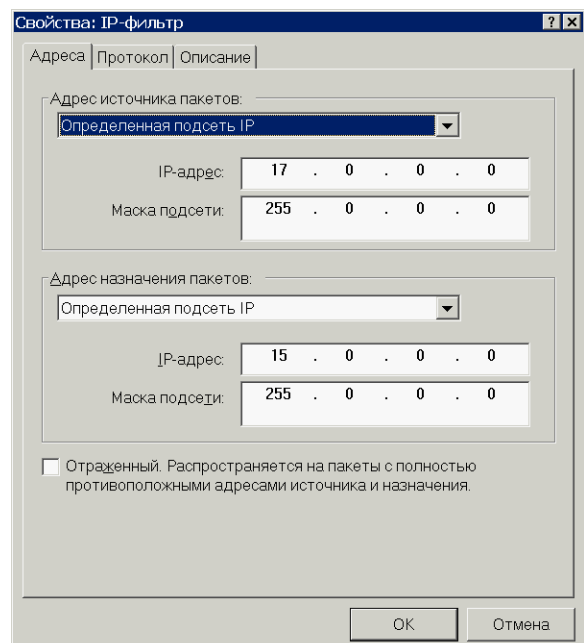 Свойства: IP-фильтр
Адреса Протокол Описание
Адрес источника пакетов:
Определенная подсеть IP
IP-адрес: 17 . 0 . 0 . 0
Маска подсети: 255 . 0 . 0 . 0
Адрес назначения пакетов:
Определенная подсеть IP
IP-адрес: 15 . 0 . 0 . 0
Маска подсети: 255 . 0 . 0 . 0
Отраженный. Распространяется на пакеты с полностью
противоположными адресами источника и назначения.
OK Отмена